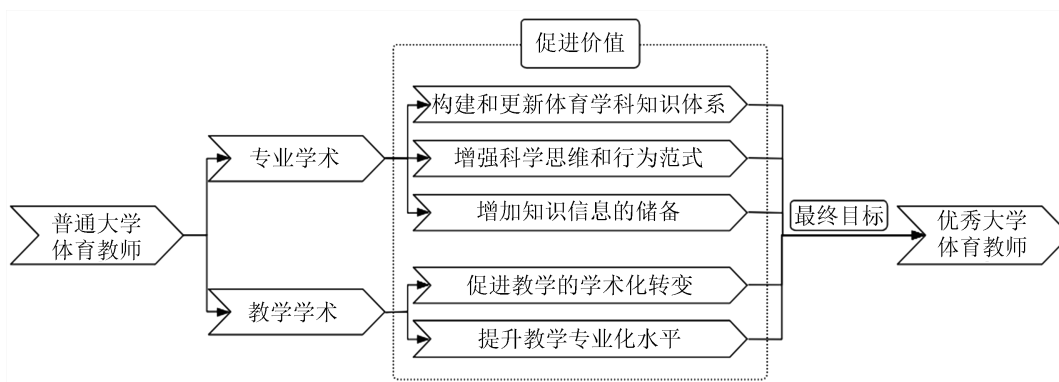 促进价值
构建和更新体育学科知识体系
专业学术
增强科学思维和行为范式
增加知识信息的储备
普通大学
体育教师
最终目标
优秀大学
体育教师
教学学术
促进教学的学术化转变
提升教学专业化水平